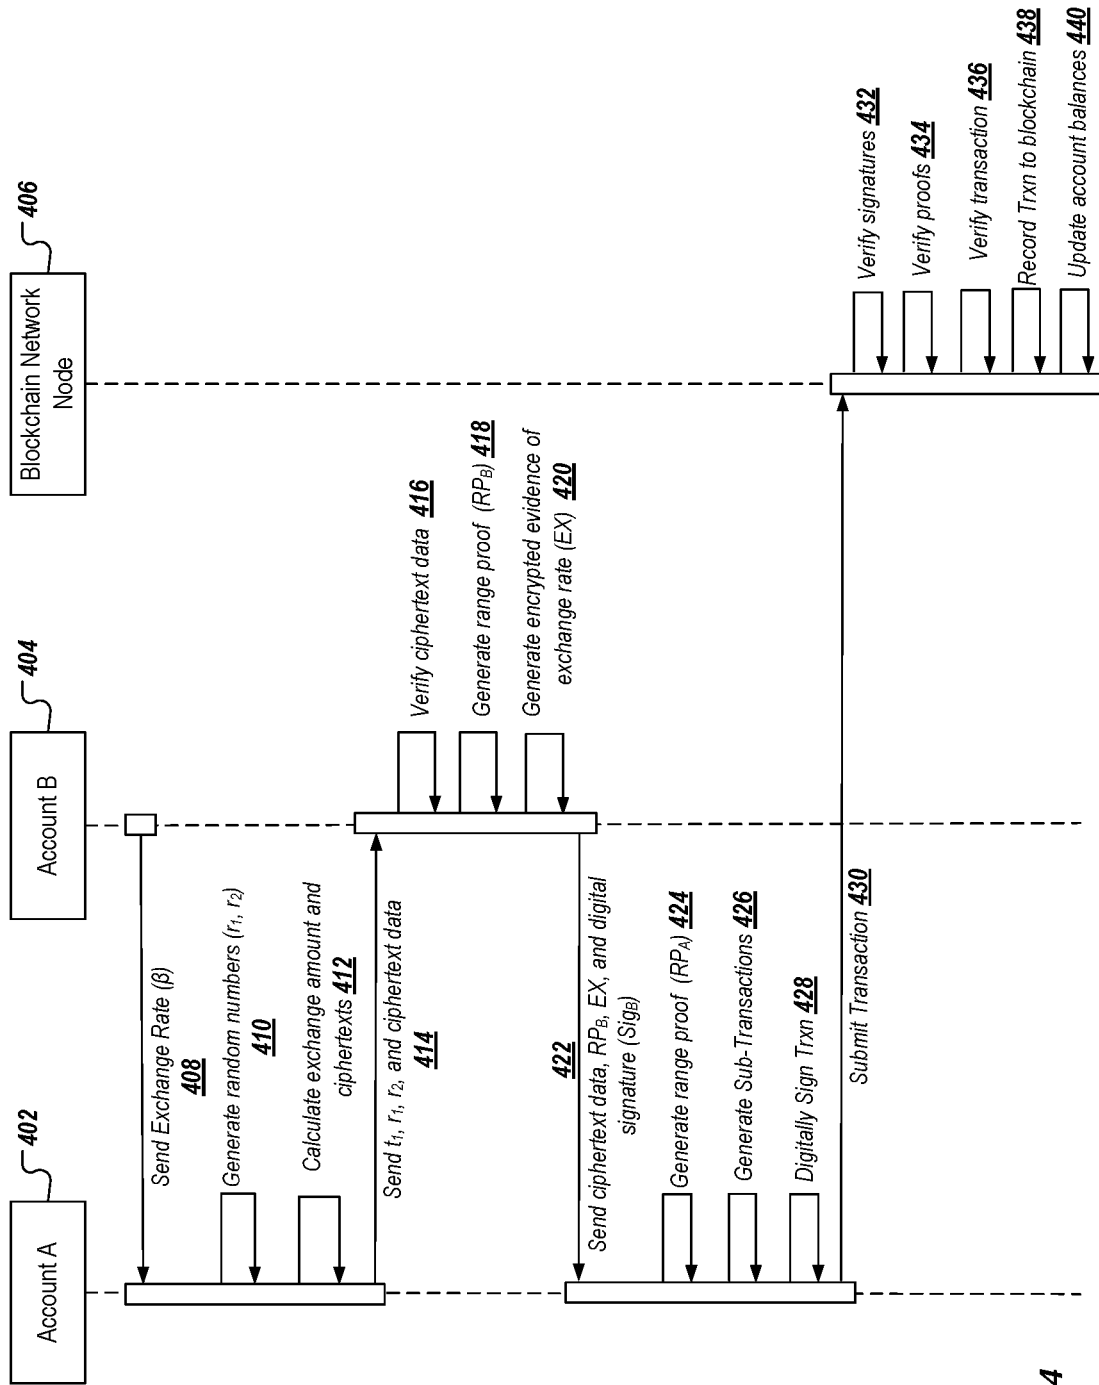 Account A
402
Account B
404
Blockchain Network
Node
406
Send Exchange Rate (β)
408
Generate random numbers (r₁, r₂)
410
Calculate exchange amount and
ciphertexts 412
Send t₁, r₁, r₂, and ciphertext data
414
Verify ciphertext data 416
Generate range proof (RP_B) 418
Generate encrypted evidence of
exchange rate (EX) 420
422
Send ciphertext data, RP_B, EX, and digital
signature (Sig_B)
Generate range proof (RP_A) 424
Generate Sub-Transactions 426
Digitally Sign Trxn 428
Submit Transaction 430
Verify signatures 432
Verify proofs 434
Verify transaction 436
Record Trxn to blockchain 438
Update account balances 440
4